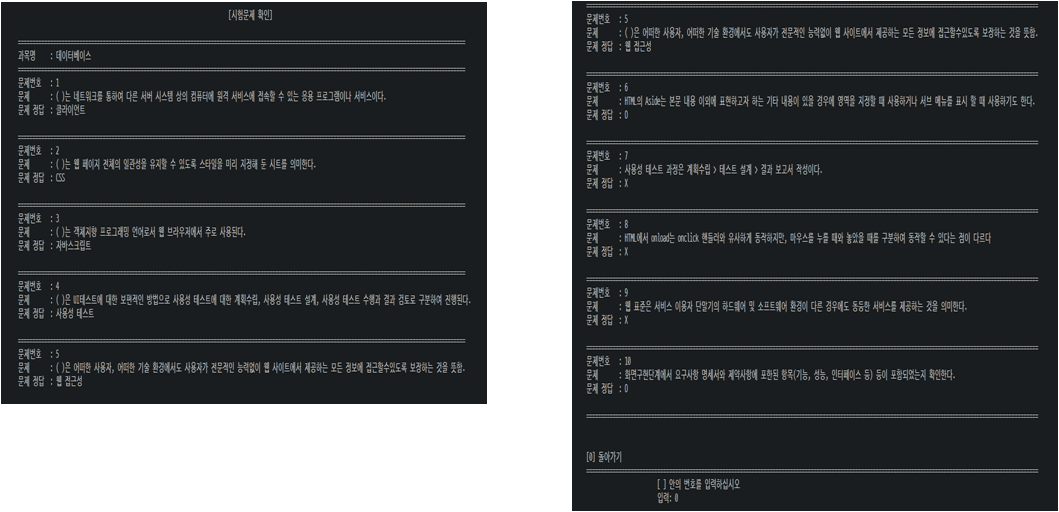 [시험문제 확인]
과목명 : 데이터베이스
문제번호 : 1
문제 : ( )는 네트워크를 통하여 다른 서버 시스템 상의 컴퓨터에 원격 서비스에 접속할 수 있는 응용 프로그램이나 서비스이다.
문제 정답 : 클라이언트
문제번호 : 2
문제 : ( )는 웹 페이지 전체의 일관성을 유지할 수 있도록 스타일을 미리 지정해 둔 시트를 의미한다.
문제 정답 : CSS
문제번호 : 3
문제 : ( )는 객체지향 프로그래밍 언어로서 웹 브라우저에서 주로 사용된다.
문제 정답 : 자바스크립트
문제번호 : 4
문제 : ( )은 UI테스트에 대한 보편적인 방법으로 사용성 테스트에 대한 계획수립, 사용성 테스트 설계, 사용성 테스트 수행과 결과 검토로 구분하여 진행된다.
문제 정답 : 사용성 테스트
문제번호 : 5
문제 : ( )은 어떠한 사용자, 어떠한 기술 환경에서도 사용자가 전문적인 능력없이 웹 사이트에서 제공하는 모든 정보에 접근할수있도록 보장하는 것을 뜻함.
문제 정답 : 웹 접근성
문제번호 : 5
문제 : ( )은 어떠한 사용자, 어떠한 기술 환경에서도 사용자가 전문적인 능력없이 웹 사이트에서 제공하는 모든 정보에 접근할수있도록 보장하는 것을 뜻함.
문제 정답 : 웹 접근성
문제번호 : 6
문제 : HTML의 Aside는 본문 내용 이외에 표현하고자 하는 기타 내용이 있을 경우에 영역을 지정할 때 사용하거나 서브 메뉴를 표시 할 때 사용하기도 한다.
문제 정답 : O
문제번호 : 7
문제 : 사용성 테스트 과정은 계획수립 > 테스트 설계 > 결과 보고서 작성이다.
문제 정답 : X
문제번호 : 8
문제 : HTML에서 onload는 onclick 핸들러와 유사하게 동작하지만, 마우스를 누를 때와 놓았을 때를 구분하여 동작할 수 있다는 점이 다르다
문제 정답 : X
문제번호 : 9
문제 : 웹 표준은 서비스 이용자 단말기의 하드웨어 및 소프트웨어 환경이 다른 경우에도 동등한 서비스를 제공하는 것을 의미한다.
문제 정답 : X
문제번호 : 10
문제 : 화면구현단계에서 요구사항 명세서와 제약사항에 포함된 항목(기능, 성능, 인터페이스 등) 등이 포함되었는지 확인한다.
문제 정답 : O
[0] 돌아가기
[ ] 안의 번호를 입력하십시오
입력: 0